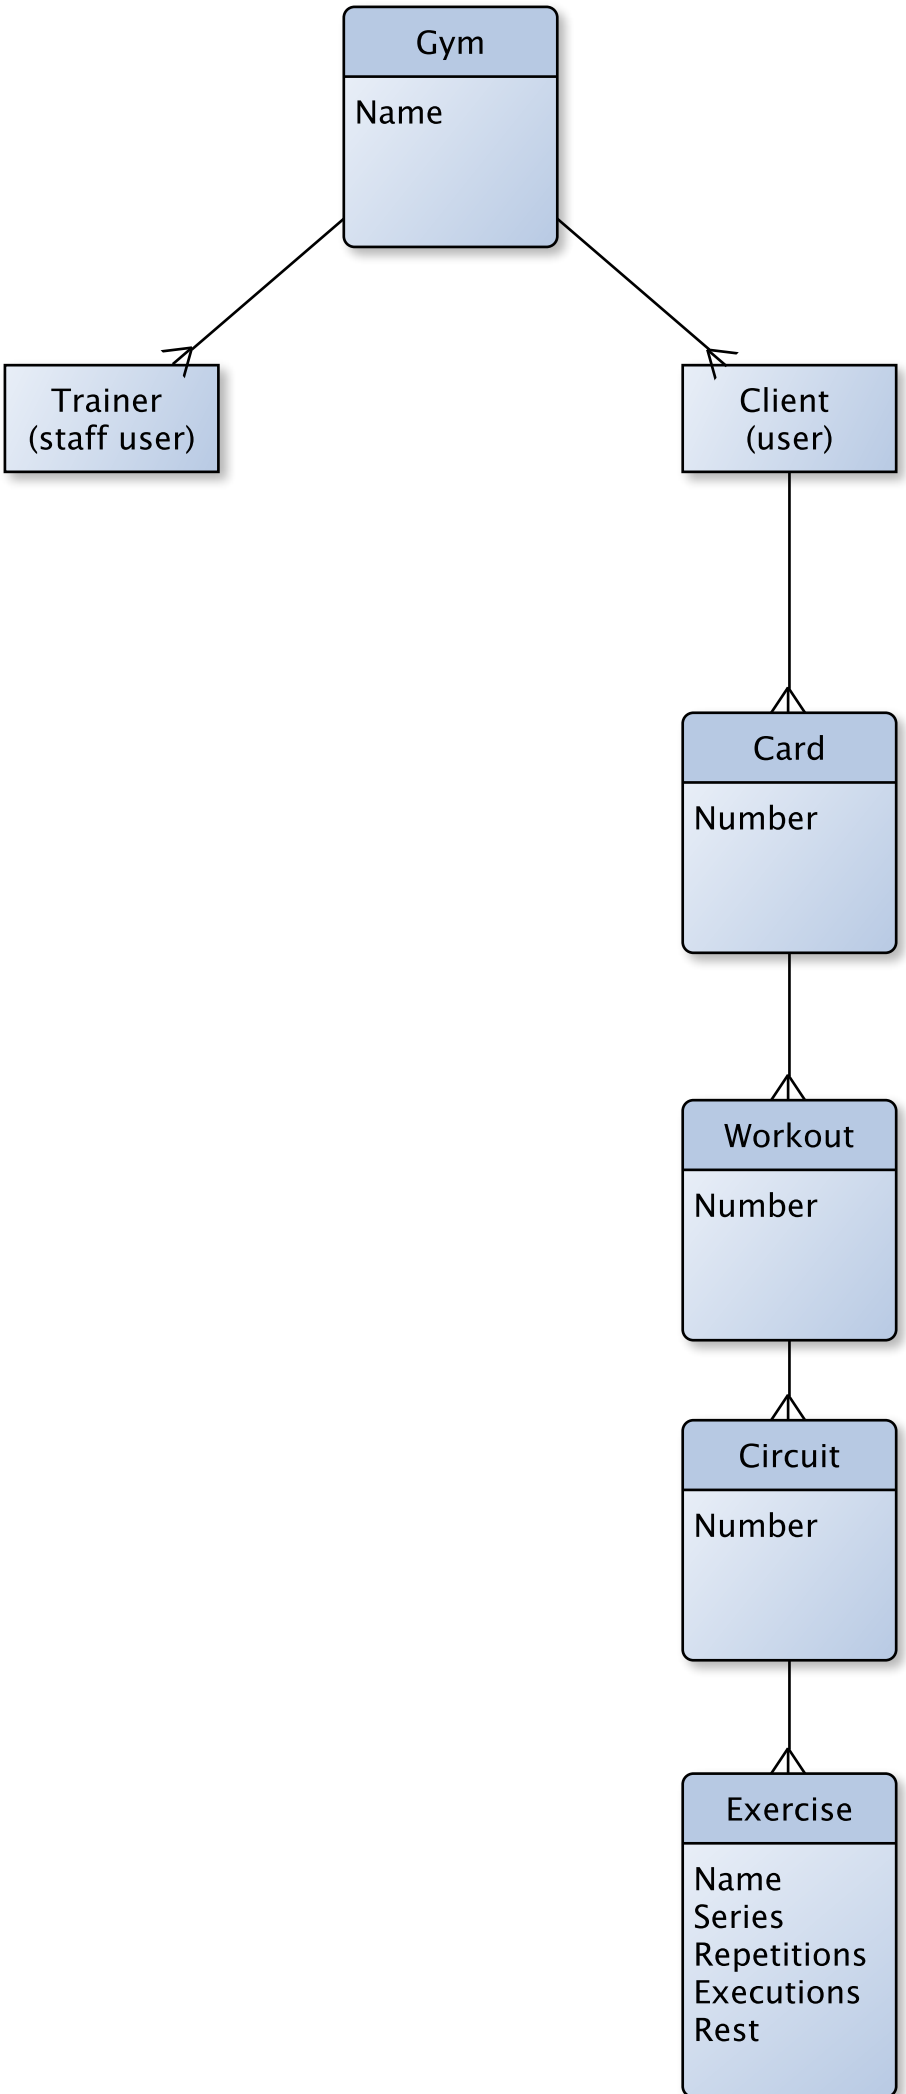 Gym
Name
Trainer
(staff user)
Client
(user)
Card
Number
Workout
Number
Circuit
Number
Exercise
Name
Series
Repetitions
Executions
Rest